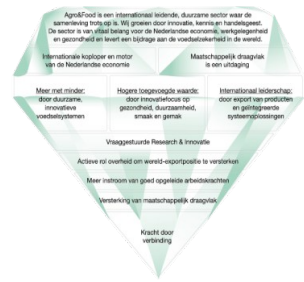 Agro&Food is een internationaal leidende, duurzame sector waar de
samenleving trots op is. Wij groeien door innovatie, kennis en handelsgeest.
De sector is van vitaal belang voor de Nederlandse economie, werkgelegenheid
en gezondheid en levert een bijdrage aan de voedselzekerheid in de wereld.
Internationale koploper en motor
van de Nederlandse economie
Maatschappelijk draagvlak
is een uitdaging
Meer met minder:
door duurzame,
innovatieve
voedselsystemen
Hogere toegevoegde waarde:
door innovatiefocus op
gezondheid, duurzaamheid,
smaak en gemak
Internationaal leiderschap:
door export van producten
en geïntegreerde
systeemoplossingen
Vraaggestuurde Research & Innovatie
Actieve rol overheid om wereld-exportpositie te versterken
Meer instroom van goed opgeleide arbeidskrachten
Versterking van maatschappelijk draagvlak
Kracht door
verbinding